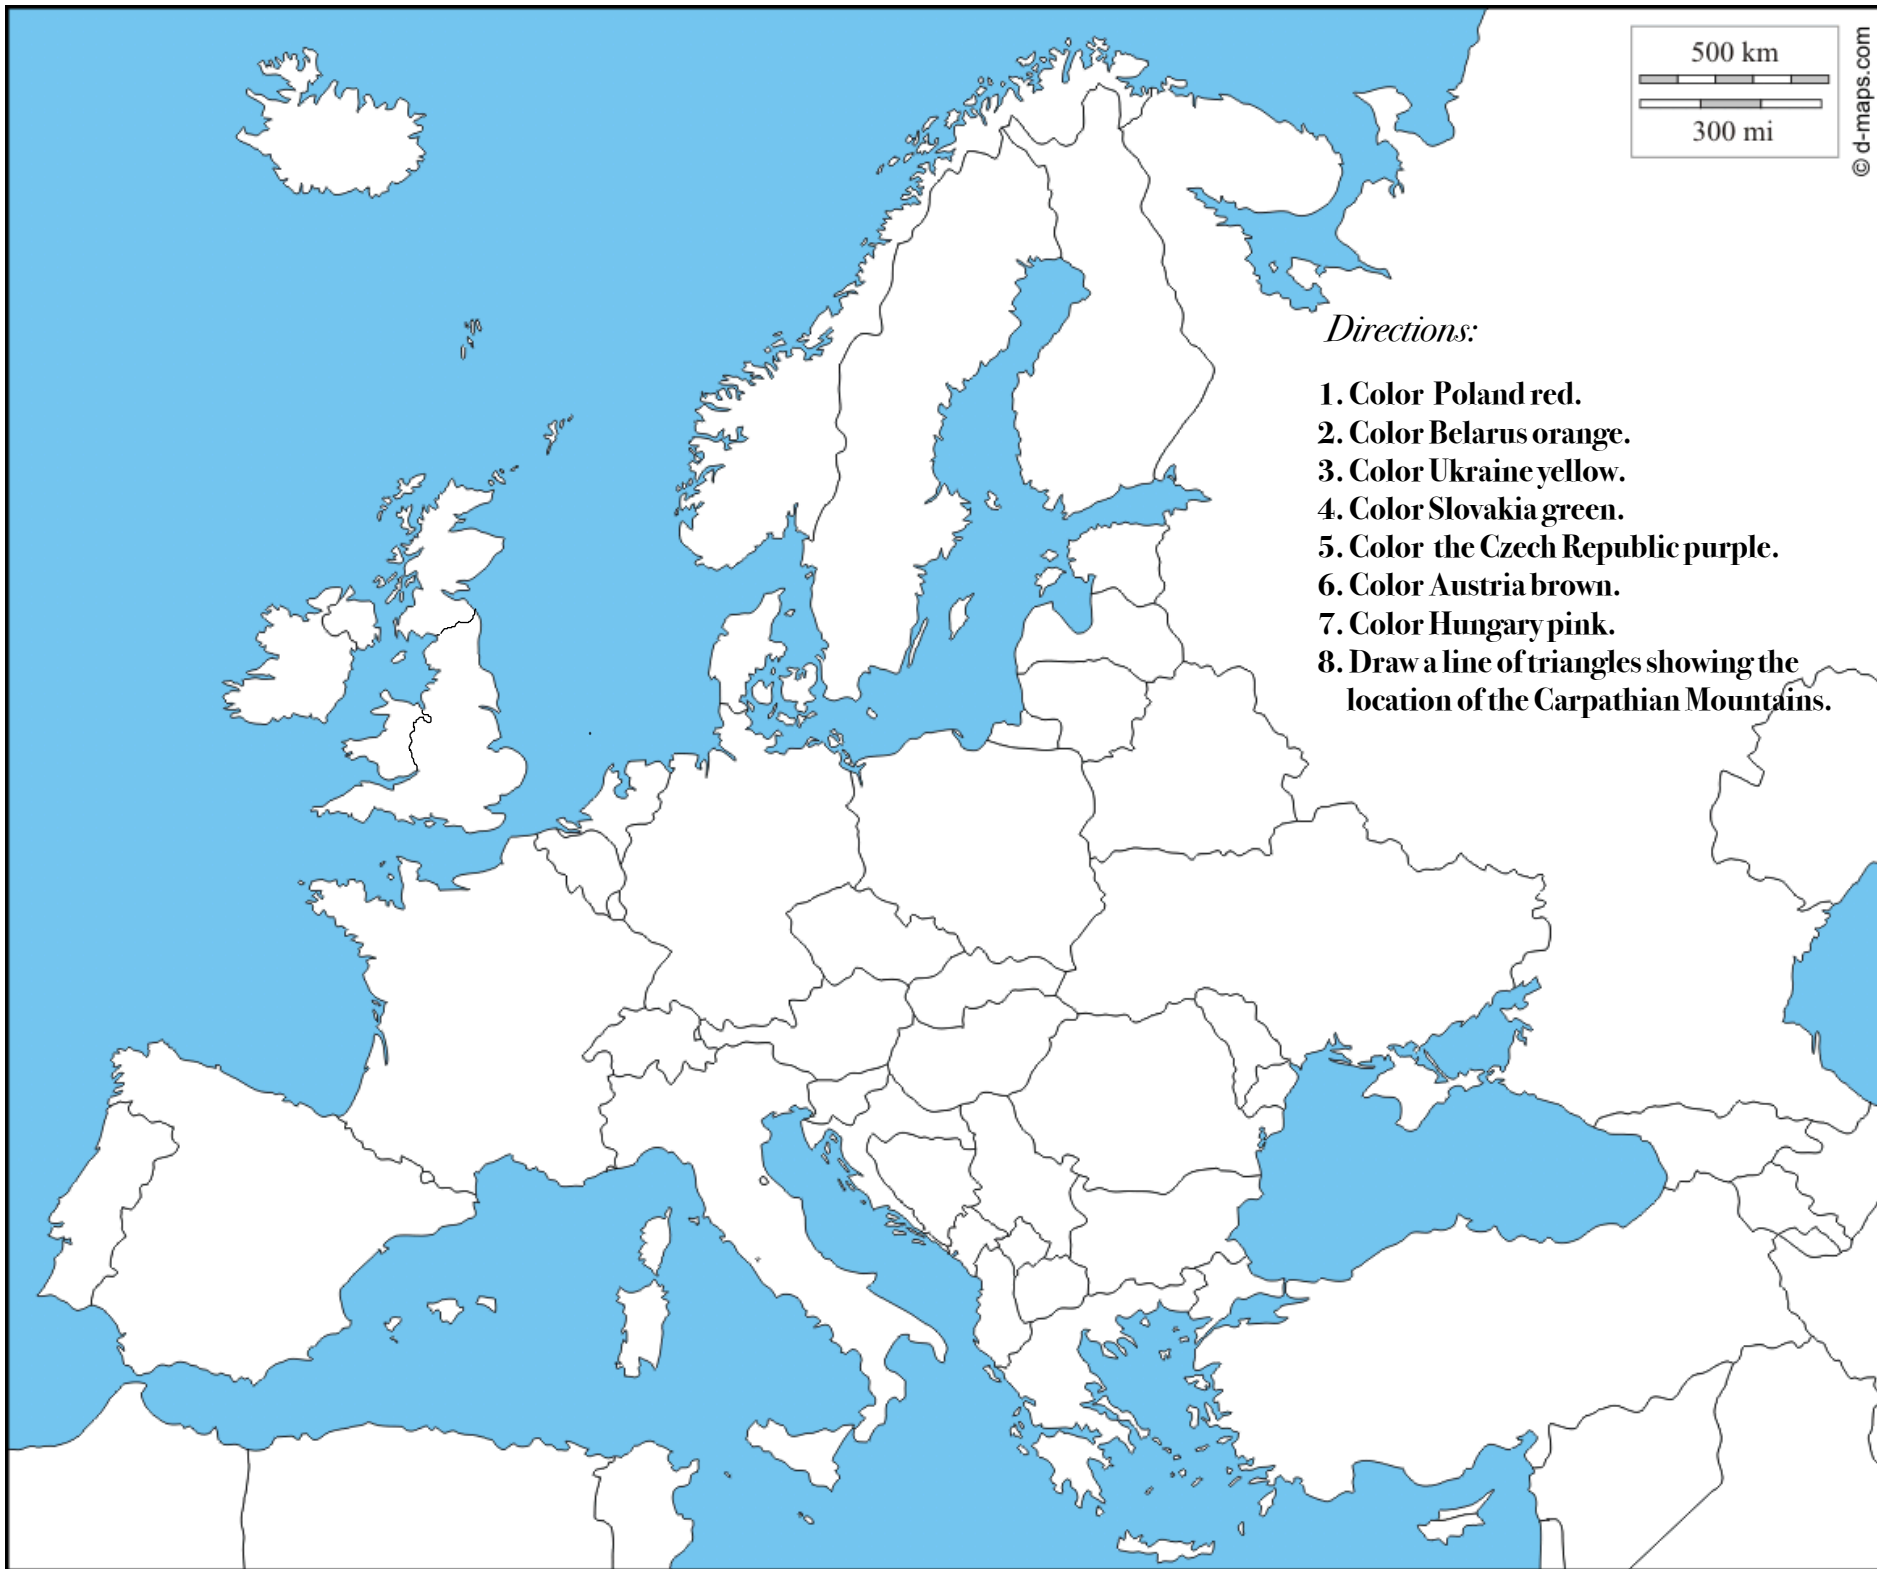 500 km
300 mi
© d-maps.com
Directions:
1. Color Poland red.
2. Color Belarus orange.
3. Color Ukraine yellow.
4. Color Slovakia green.
5. Color the Czech Republic purple.
6. Color Austria brown.
7. Color Hungary pink.
8. Draw a line of triangles showing the
location of the Carpathian Mountains.